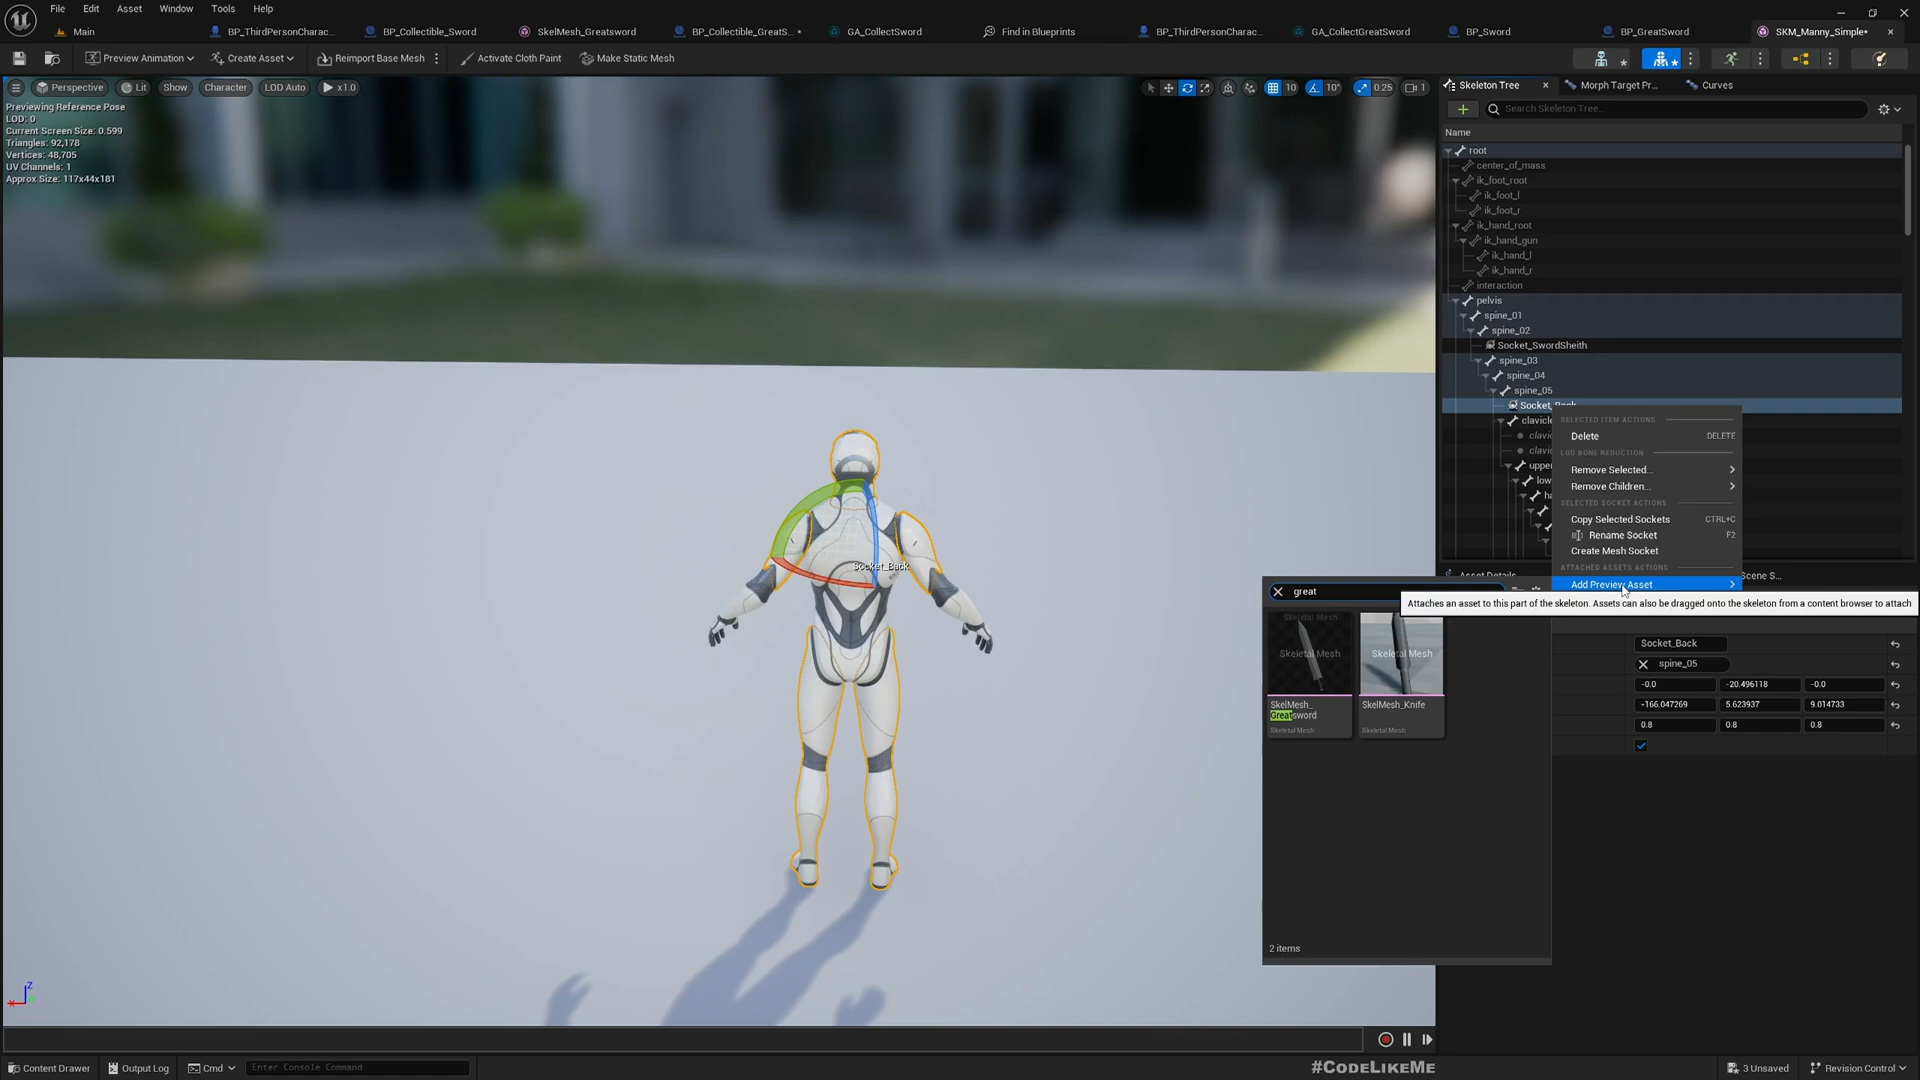 File Edit Asset Window Tools Help
Main BP_ThirdPersonCharac... BP_Collectible_Sword SkelMesh_Greatsword BP_Collectible_GreatS... • GA_CollectSword Find in Blueprints BP_ThirdPersonCharac... GA_CollectGreatSword BP_Sword BP_GreatSword SKM_Manny_Simple*
Preview Animation Create Asset Reimport Base Mesh Activate Cloth Paint Make Static Mesh
Perspective Lit Show Character LOD Auto x1.0 10 10° 0.25 1
Previewing Reference Pose
LOD: 0
Current Screen Size: 0.599
Triangles: 92,178
Vertices: 48,705
UV Channels: 1
Approx Size: 117x44x181
Socket_Back
Skeleton Tree Morph Target Pr... Curves
Search Skeleton Tree...
Name
root
center_of_mass
ik_foot_root
ik_foot_l
ik_foot_r
ik_hand_root
ik_hand_gun
ik_hand_l
ik_hand_r
interaction
pelvis
spine_01
spine_02
Socket_SwordSheith
spine_03
spine_04
spine_05
Socket_Back
SELECTED ITEM ACTIONS
Delete DELETE
LOD BONE REDUCTION
Remove Selected...
Remove Children...
SELECTED SOCKET ACTIONS
Copy Selected Sockets CTRL+C
Rename Socket F2
Create Mesh Socket
ATTACHED ASSETS ACTIONS
Add Preview Asset
Attaches an asset to this part of the skeleton. Assets can also be dragged onto the skeleton from a content browser to attach
great
Skeletal Mesh
Skeletal Mesh Skeletal Mesh
SkelMesh_ SkelMesh_Knife
Greatsword
Skeletal Mesh Skeletal Mesh
2 items
Socket_Back
spine_05
-0.0 -20.496118 -0.0
-166.047269 5.623937 9.014733
0.8 0.8 0.8
Content Drawer Output Log Cmd Enter Console Command #CODELIKEME 3 Unsaved Revision Control